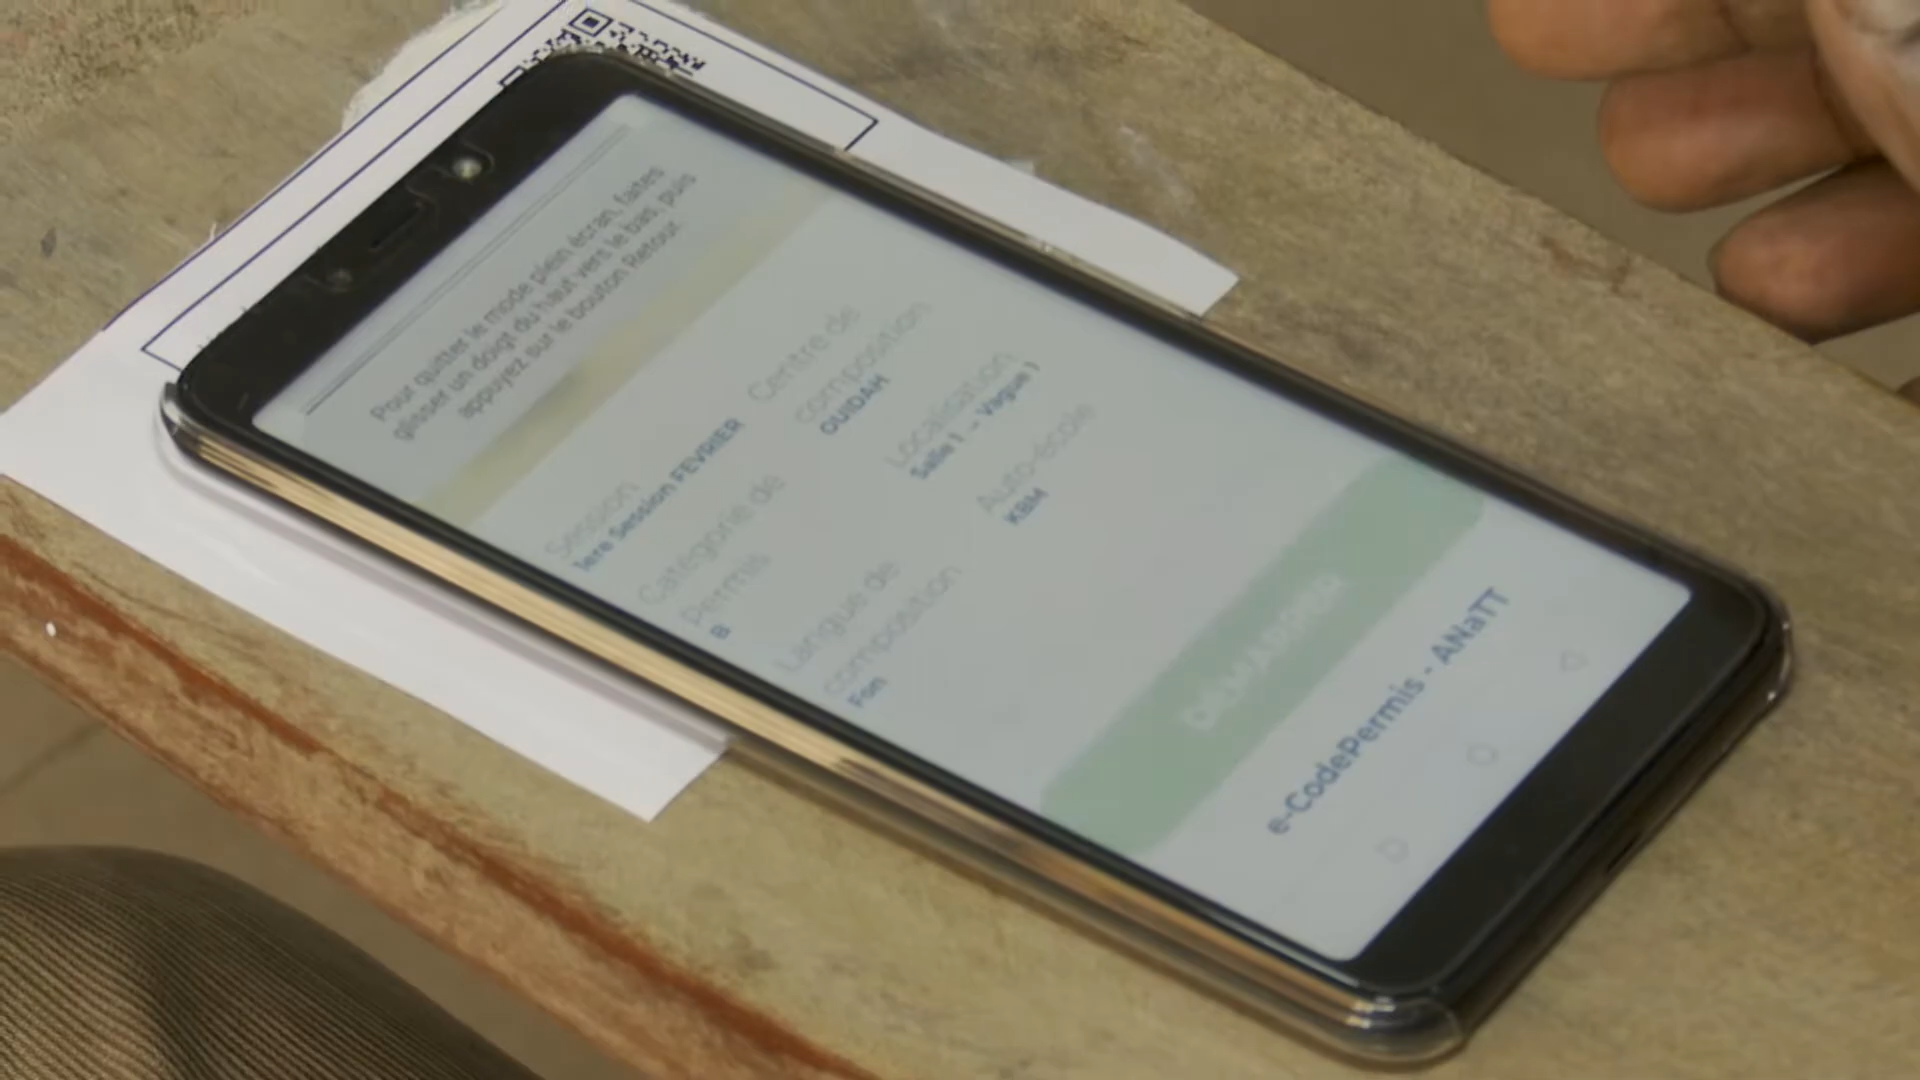 Pour quitter le mode plein écran, faites
glisser un doigt du haut vers le bas, puis
appuyez sur le bouton Retour
Session
1ere Session FEVRIER
Centre de
composition
OUIDAH
Catégorie de
Permis
B
Localisation
Salle 1 - Vague 1
Langue de
composition
Fon
Auto-école
KBM
DEMARRER
e-CodePermis - ANaTT